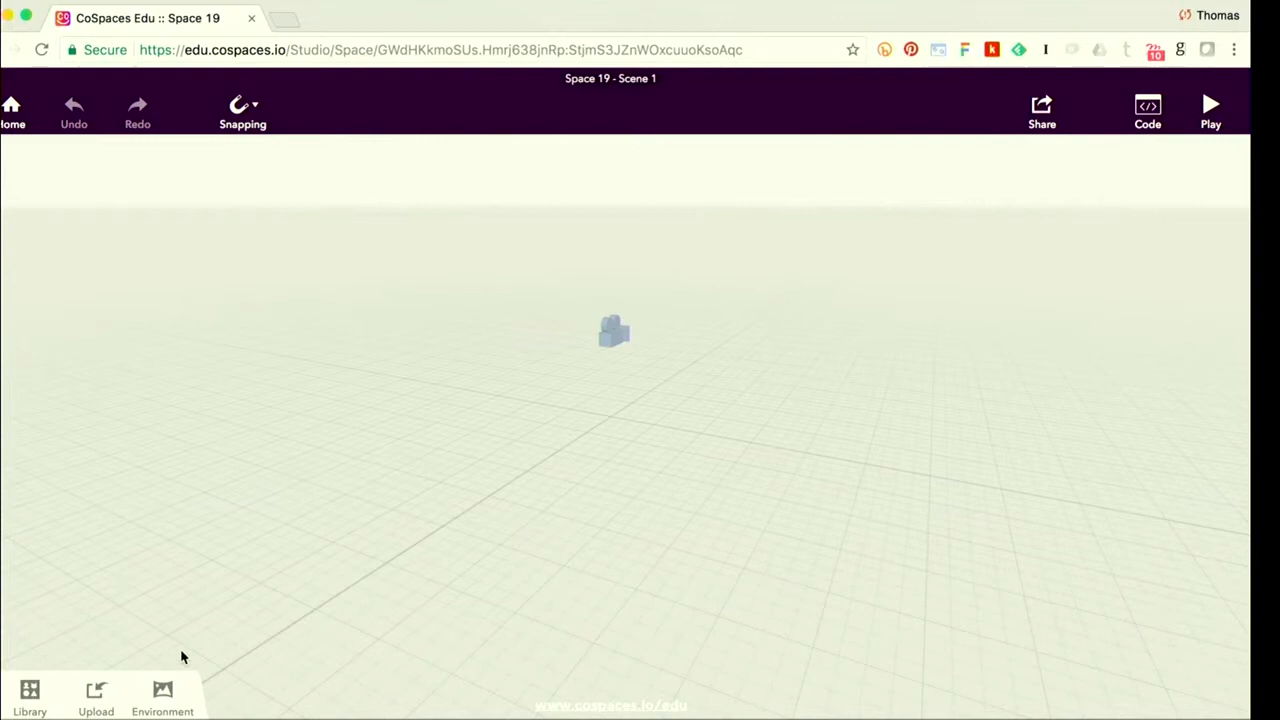 CoSpaces Edu :: Space 19
Thomas
Secure https://edu.cospaces.io/Studio/Space/GWdHKkmoSUs.Hmrj638jnRp:StjmS3JZnWOxcuuoKsoAqc
10
Space 19 - Scene 1
Home Undo Redo Snapping Share Code Play
Library Upload Environment
www.cospaces.io/edu